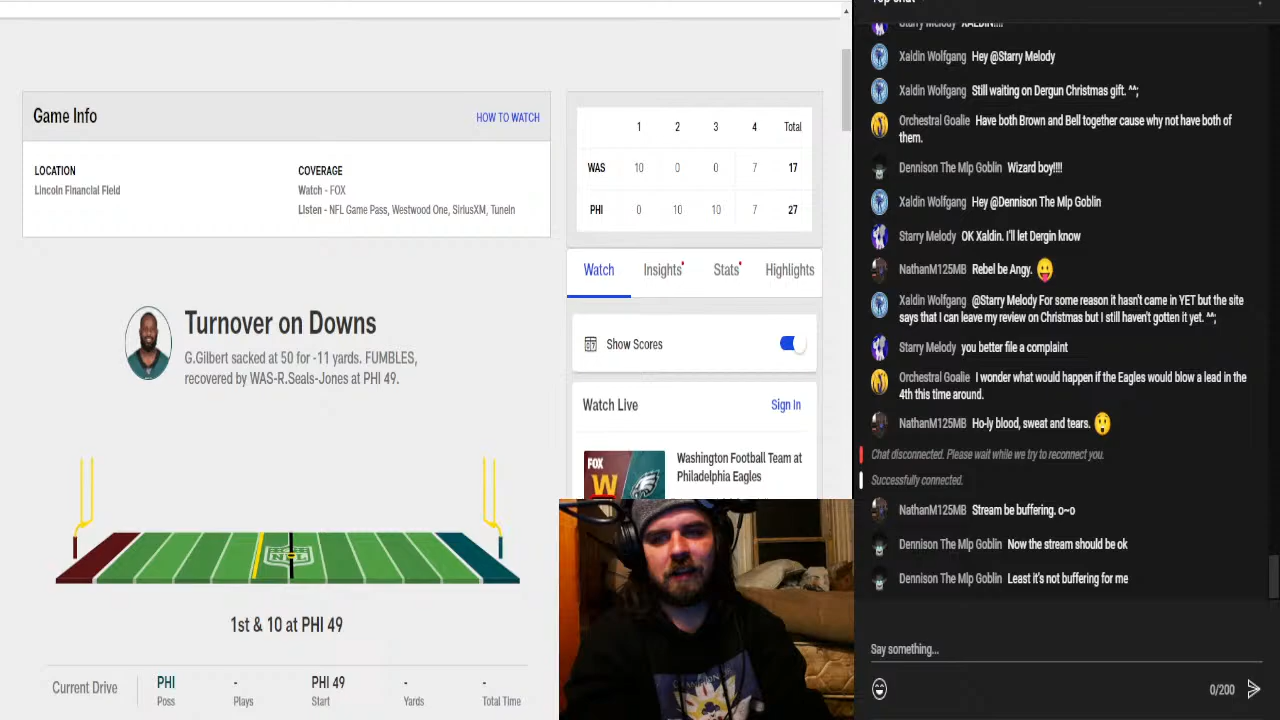 Game Info
HOW TO WATCH
LOCATION
Lincoln Financial Field
COVERAGE
Watch - FOX
Listen - NFL Game Pass, Westwood One, SiriusXM, TuneIn
1 2 3 4 Total
WAS 10 0 0 7 17
PHI 0 10 10 7 27
Watch Insights Stats Highlights
Show Scores
Watch Live Sign In
FOX
W
Washington Football Team at
Philadelphia Eagles
Turnover on Downs
G.Gilbert sacked at 50 for -11 yards. FUMBLES,
recovered by WAS-R.Seals-Jones at PHI 49.
NFL
1st & 10 at PHI 49
Current Drive
PHI - PHI 49 - -
Poss Plays Start Yards Total Time
Xaldin Wolfgang Hey @Starry Melody
Xaldin Wolfgang Still waiting on Dergun Christmas gift. ^^;
Orchestral Goalie Have both Brown and Bell together cause why not have both of
them.
Dennison The Mlp Goblin Wizard boy!!!!
Xaldin Wolfgang Hey @Dennison The Mlp Goblin
Starry Melody OK Xaldin. I'll let Dergin know
NathanM125MB Rebel be Angy. 😛
Xaldin Wolfgang @Starry Melody For some reason it hasn't came in YET but the site
says that I can leave my review on Christmas but I still haven't gotten it yet. ^^;
Starry Melody you better file a complaint
Orchestral Goalie I wonder what would happen if the Eagles would blow a lead in the
4th this time around.
NathanM125MB Ho-ly blood, sweat and tears. 😲
Chat disconnected. Please wait while we try to reconnect you.
Successfully connected.
NathanM125MB Stream be buffering. o~o
Dennison The Mlp Goblin Now the stream should be ok
Dennison The Mlp Goblin Least it's not buffering for me
Say something...
0/200